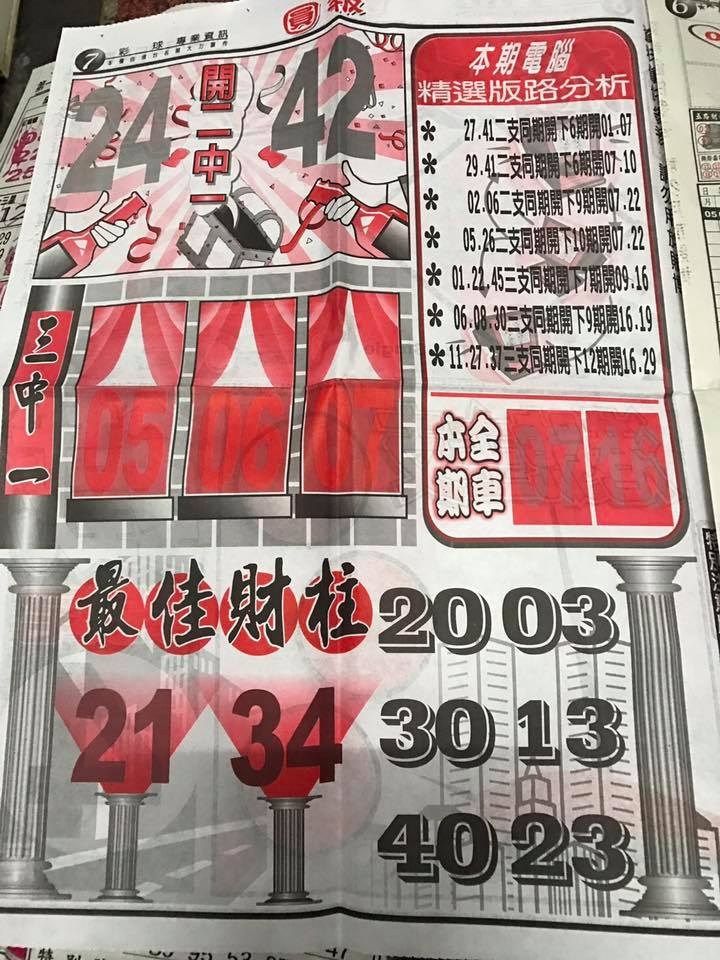 貢 版
7 彩球專業資訊
24 開二中一 42
三中一
05 06 07
本期電腦
精選版路分析
* 27.41二支同期開下6期開01.07
* 29.41二支同期開下6期開07.10
* 02.06二支同期開下9期開07.22
* 05.26二支同期開下10期開07.22
* 01.22.45三支同期開下7期開09.16
* 06.08.30三支同期開下9期開16.19
* 11.27.37三支同期開下12期開16.29
本期
全車
07 16
最佳財柱
20 03
21 34
30 13
40 23
6